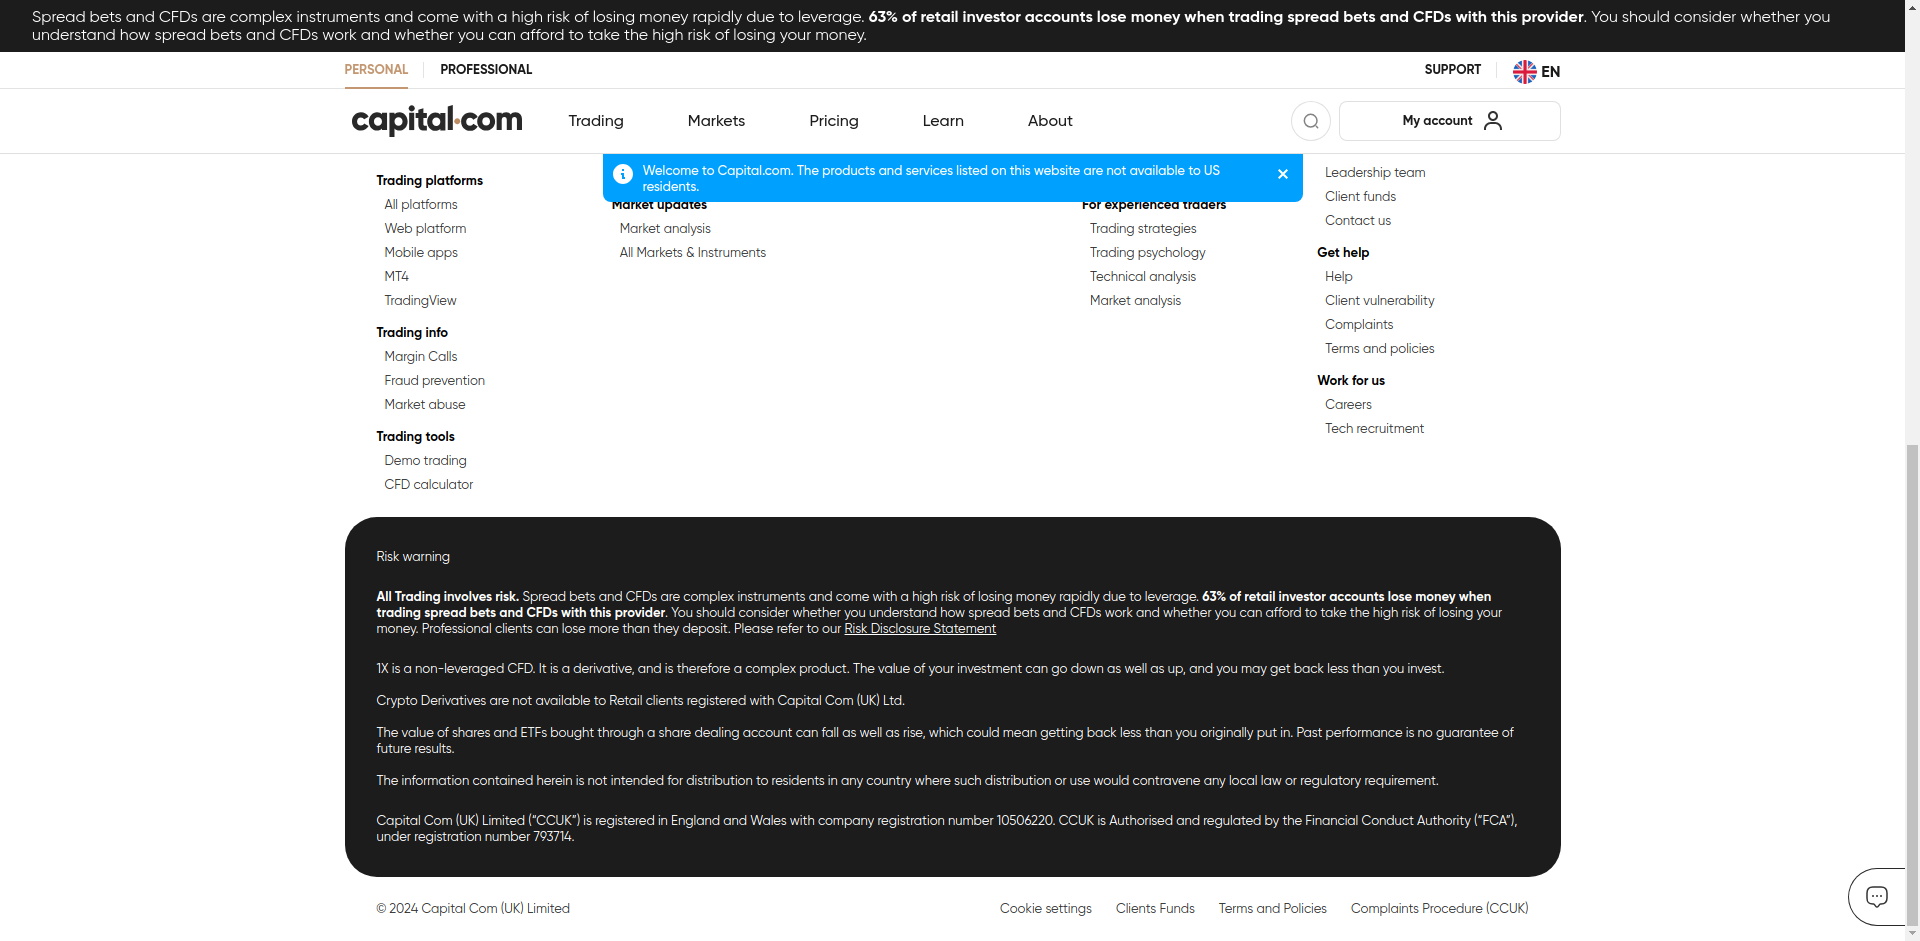 Spread bets and CFDs are complex instruments and come with a high risk of losing money rapidly due to leverage. 63% of retail investor accounts lose money when trading spread bets and CFDs with this provider. You should consider whether you
understand how spread bets and CFDs work and whether you can afford to take the high risk of losing your money.
PERSONAL
PROFESSIONAL
SUPPORT
EN
capital.com
Trading
Markets
Pricing
Learn
About
My account
Welcome to Capital.com. The products and services listed on this website are not available to US
residents.
Trading platforms
All platforms
Web platform
Mobile apps
MT4
TradingView
Trading info
Margin Calls
Fraud prevention
Market abuse
Trading tools
Demo trading
CFD calculator
Market updates
Market analysis
All Markets & Instruments
For experienced traders
Trading strategies
Trading psychology
Technical analysis
Market analysis
Leadership team
Client funds
Contact us
Get help
Help
Client vulnerability
Complaints
Terms and policies
Work for us
Careers
Tech recruitment
Risk warning
All Trading involves risk. Spread bets and CFDs are complex instruments and come with a high risk of losing money rapidly due to leverage. 63% of retail investor accounts lose money when
trading spread bets and CFDs with this provider. You should consider whether you understand how spread bets and CFDs work and whether you can afford to take the high risk of losing your
money. Professional clients can lose more than they deposit. Please refer to our Risk Disclosure Statement
1X is a non-leveraged CFD. It is a derivative, and is therefore a complex product. The value of your investment can go down as well as up, and you may get back less than you invest.
Crypto Derivatives are not available to Retail clients registered with Capital Com (UK) Ltd.
The value of shares and ETFs bought through a share dealing account can fall as well as rise, which could mean getting back less than you originally put in. Past performance is no guarantee of
future results.
The information contained herein is not intended for distribution to residents in any country where such distribution or use would contravene any local law or regulatory requirement.
Capital Com (UK) Limited (“CCUK”) is registered in England and Wales with company registration number 10506220. CCUK is Authorised and regulated by the Financial Conduct Authority (“FCA”),
under registration number 793714.
© 2024 Capital Com (UK) Limited
Cookie settings
Clients Funds
Terms and Policies
Complaints Procedure (CCUK)